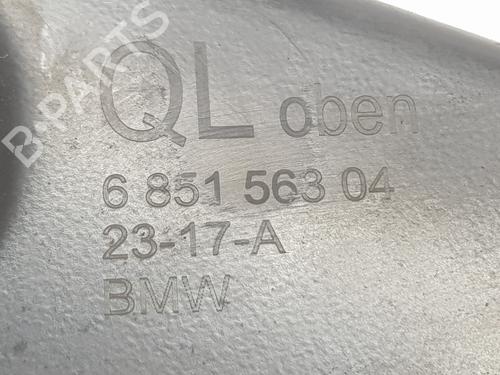 B-PARTS
QL oben
6 851 563 04
23-17-A
BMW